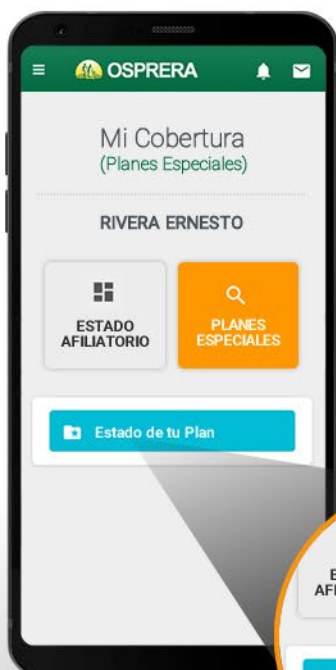 OSPRERA
Mi Cobertura
(Planes Especiales)
RIVERA ERNESTO
ESTADO
AFILIATORIO
PLANES
ESPECIALES
Estado de tu Plan